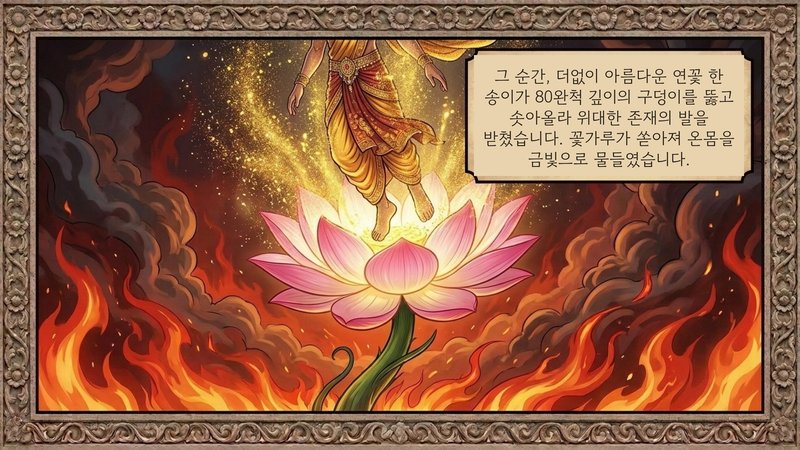 그 순간, 더없이 아름다운 연꽃 한
송이가 80완척 깊이의 구덩이를 뚫고
솟아올라 위대한 존재의 발을
받쳤습니다. 꽃가루가 쏟아져 온몸을
금빛으로 물들였습니다.